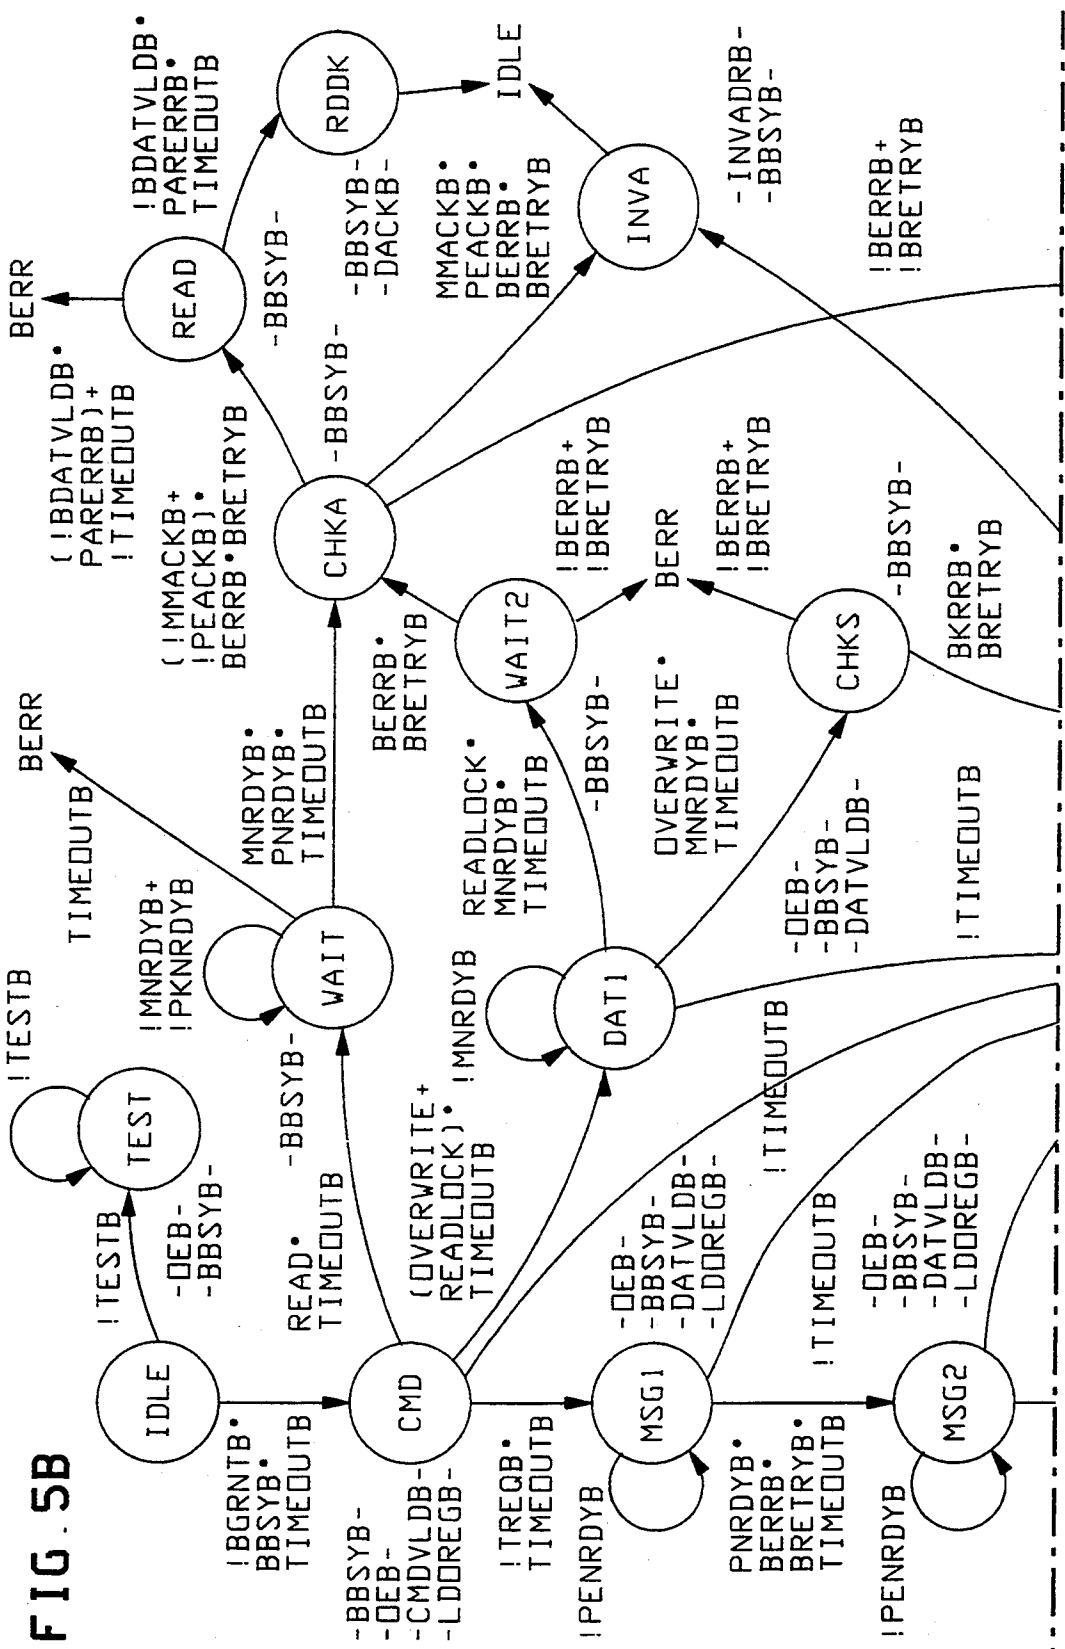 FIG. 5B
IDLE
!TESTB
TEST
!TESTB
-OEB-
-BBSYB-
!BGRNTB•
BBSYB•
TIMEOUTB
-BBSYB-
-OEB-
-CMDVLDB-
-LDOREGB-
CMD
READ•
TIMEOUTB
-BBSYB-
WAIT
!MNRDYB+
!PKNRDYB
TIMEOUTB
BERR
MNRDYB•
PNRDYB•
TIMEOUTB
CHKA
-BBSYB-
(!MMACKB+
!PEACKB)•
BERRB•BRETRYB
READ
-BBSYB-
(!BDATVLDB•
PARERRB)+
!TIMEOUTB
BERR
!BDATVLDB•
PARERRB•
TIMEOUTB
RDDK
-BBSYB-
-DACKB-
IDLE
MMACKB•
PEACKB•
BERRB•
BRETRYB
INVA
-INVADRB-
-BBSYB-
!BERRB+
!BRETRYB
(OVERWRITE+
READLOCK)•
TIMEOUTB
!MNRDYB
DAT1
READLOCK•
MNRDYB•
TIMEOUTB
WAIT2
-BBSYB-
BERRB•
BRETRYB
!BERRB+
!BRETRYB
BERR
!BERRB+
!BRETRYB
OVERWRITE•
MNRDYB•
TIMEOUTB
CHKS
-BBSYB-
BKRRB•
BRETRYB
-OEB-
-BBSYB-
-DATVLDB-
!TIMEOUTB
!TREQB•
TIMEOUTB
!PENRDYB
MSG1
-OEB-
-BBSYB-
-DATVLDB-
-LDOREGB-
!TIMEOUTB
!TIMEOUTB
PNRDYB•
BERRB•
BRETRYB•
TIMEOUTB
!PENRDYB
MSG2
-OEB-
-BBSYB-
-DATVLDB-
-LDOREGB-